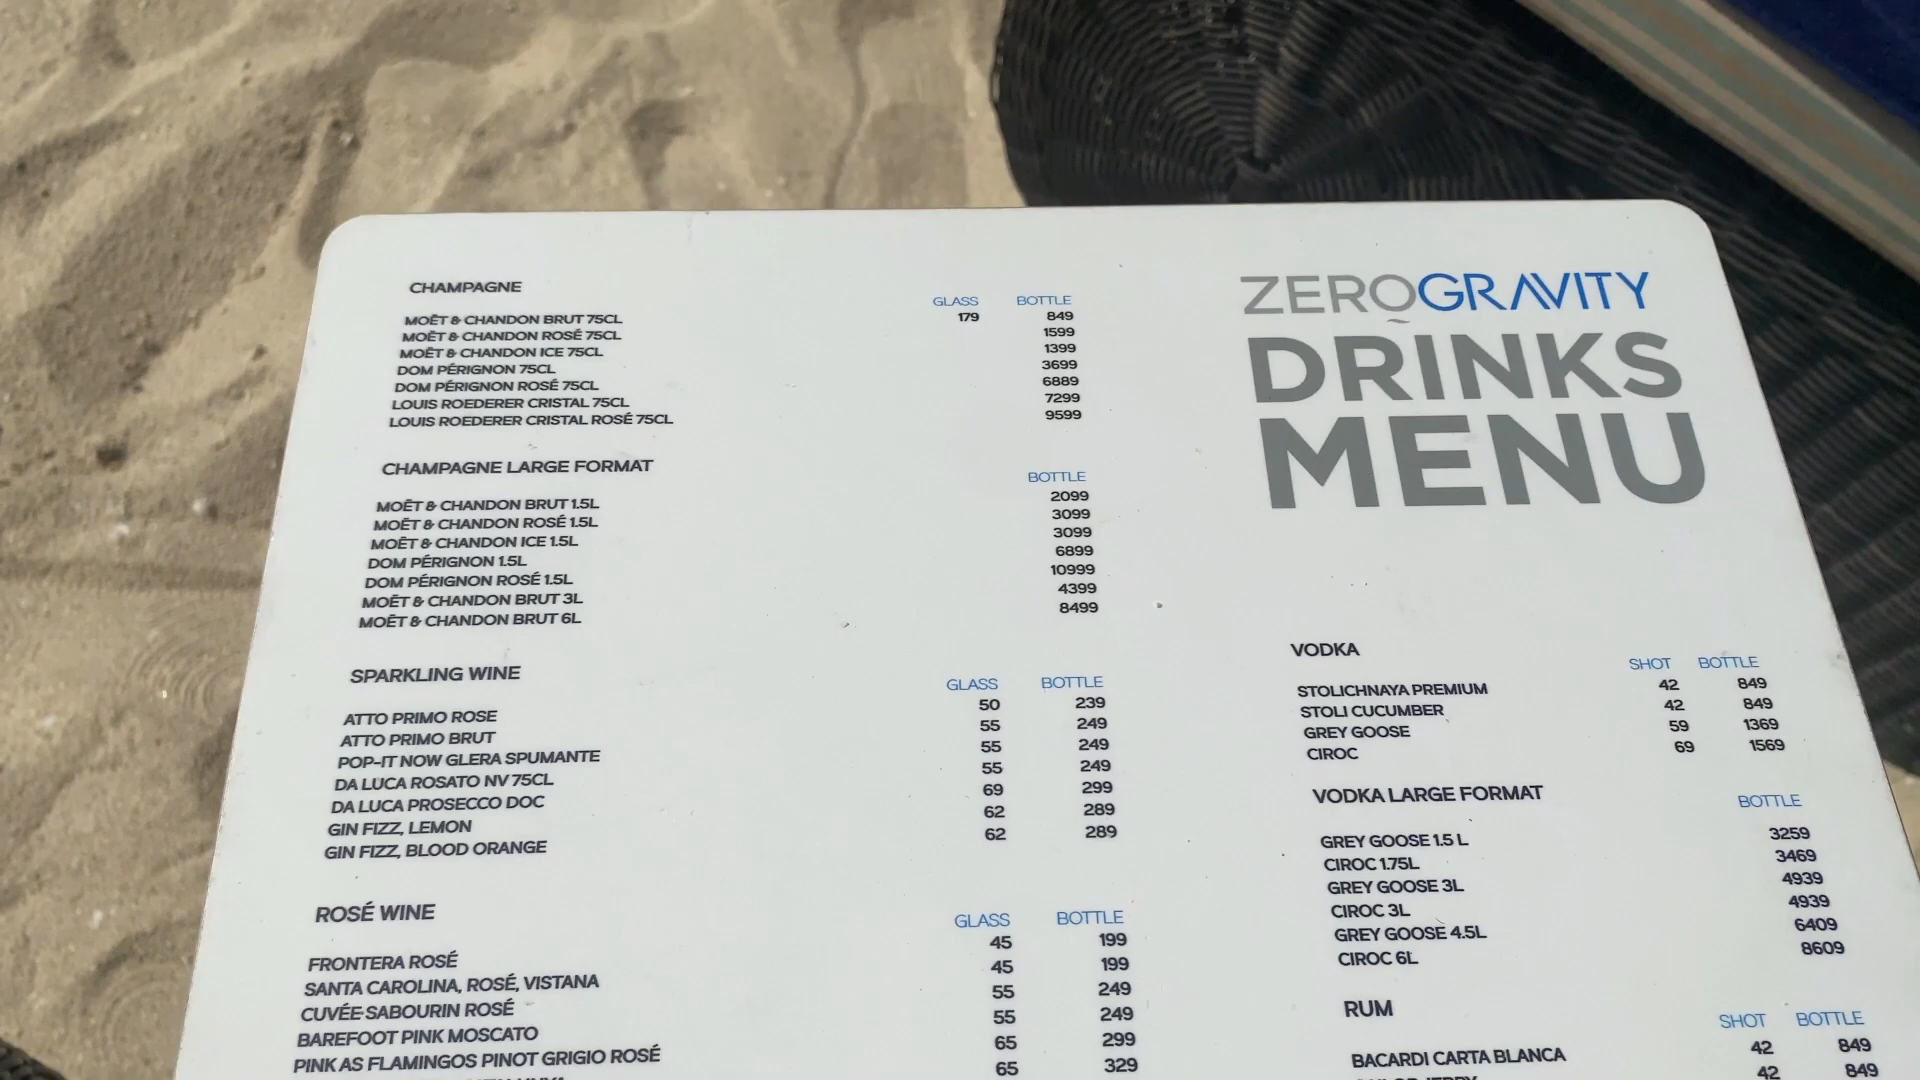 CHAMPAGNE
GLASS BOTTLE
MOËT & CHANDON BRUT 75CL 179 849
MOËT & CHANDON ROSÉ 75CL 1599
MOËT & CHANDON ICE 75CL 1399
DOM PÉRIGNON 75CL 3699
DOM PÉRIGNON ROSÉ 75CL 6889
LOUIS ROEDERER CRISTAL 75CL 7299
LOUIS ROEDERER CRISTAL ROSÉ 75CL 9599
CHAMPAGNE LARGE FORMAT
BOTTLE
MOËT & CHANDON BRUT 1.5L 2099
MOËT & CHANDON ROSÉ 1.5L 3099
MOËT & CHANDON ICE 1.5L 3099
DOM PÉRIGNON 1.5L 6899
DOM PÉRIGNON ROSÉ 1.5L 10999
MOËT & CHANDON BRUT 3L 4399
MOËT & CHANDON BRUT 6L 8499
SPARKLING WINE
GLASS BOTTLE
ATTO PRIMO ROSE 50 239
ATTO PRIMO BRUT 55 249
POP-IT NOW GLERA SPUMANTE 55 249
DA LUCA ROSATO NV 75CL 55 249
DA LUCA PROSECCO DOC 69 299
GIN FIZZ, LEMON 62 289
GIN FIZZ, BLOOD ORANGE 62 289
ROSÉ WINE
GLASS BOTTLE
FRONTERA ROSÉ 45 199
SANTA CAROLINA, ROSÉ, VISTANA 45 199
CUVÉE SABOURIN ROSÉ 55 249
BAREFOOT PINK MOSCATO 55 249
PINK AS FLAMINGOS PINOT GRIGIO ROSÉ 65 299
65 329
ZEROGRAVITY
DRINKS
MENU
VODKA
SHOT BOTTLE
STOLICHNAYA PREMIUM 42 849
STOLI CUCUMBER 42 849
GREY GOOSE 59 1369
CIROC 69 1569
VODKA LARGE FORMAT
BOTTLE
GREY GOOSE 1.5 L 3259
CIROC 1.75L 3469
GREY GOOSE 3L 4939
CIROC 3L 4939
GREY GOOSE 4.5L 6409
CIROC 6L 8609
RUM
SHOT BOTTLE
BACARDI CARTA BLANCA 42 849
42 849